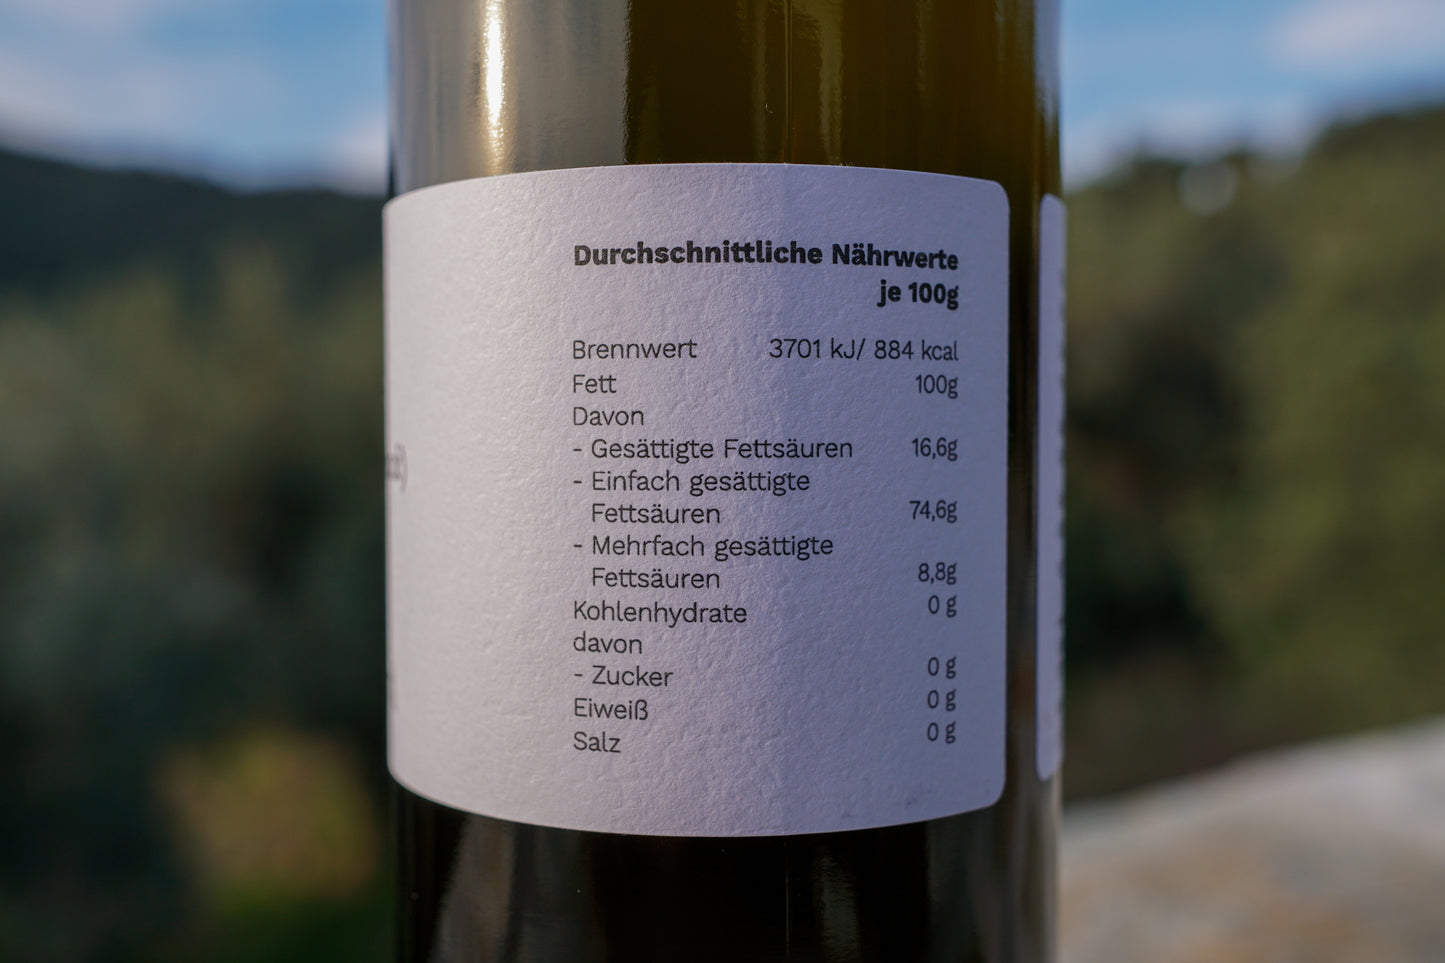 Durchschnittliche Nährwerte
je 100g
Brennwert 3701 kJ/ 884 kcal
Fett 100g
Davon
- Gesättigte Fettsäuren 16,6g
- Einfach gesättigte
Fettsäuren 74,6g
- Mehrfach gesättigte
Fettsäuren 8,8g
Kohlenhydrate 0 g
davon
- Zucker 0 g
Eiweiß 0 g
Salz 0 g